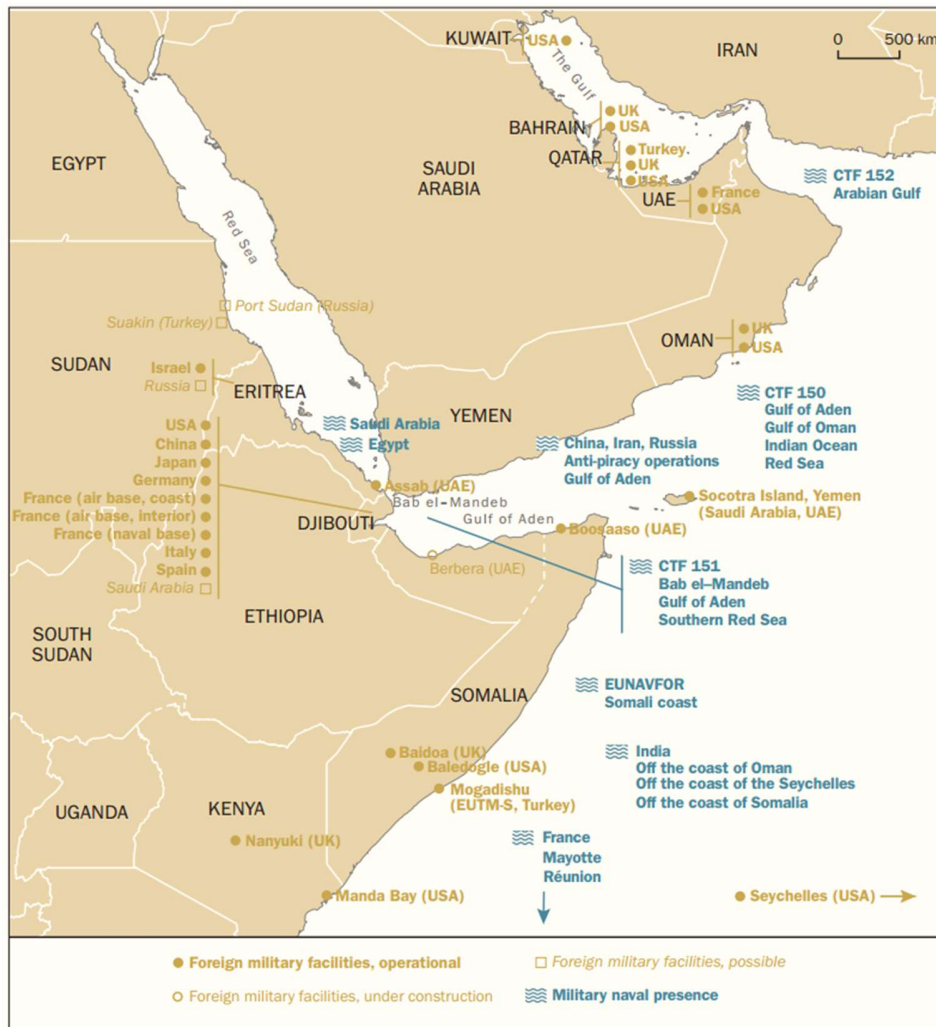 KUWAIT
USA
IRAN
0 500 km
The Gulf
BAHRAIN
UK
USA
QATAR
Turkey
UK
USA
EGYPT
SAUDI
ARABIA
UAE
France
USA
CTF 152
Arabian Gulf
Red Sea
Port Sudan (Russia)
Suakin (Turkey)
OMAN
UK
USA
SUDAN
Israel
Russia
ERITREA
YEMEN
CTF 150
Gulf of Aden
Gulf of Oman
Indian Ocean
Red Sea
USA
China
Japan
Germany
France (air base, coast)
France (air base, interior)
France (naval base)
Italy
Spain
Saudi Arabia
Saudi Arabia
Egypt
China, Iran, Russia
Anti-piracy operations
Gulf of Aden
Assab (UAE)
Bab el–Mandeb
Gulf of Aden
DJIBOUTI
Socotra Island, Yemen
(Saudi Arabia, UAE)
Boosaaso (UAE)
Berbera (UAE)
CTF 151
Bab el–Mandeb
Gulf of Aden
Southern Red Sea
ETHIOPIA
SOUTH
SUDAN
EUNAVFOR
Somali coast
SOMALIA
Baidoa (UK)
Baledogle (USA)
Mogadishu
(EUTM-S, Turkey)
India
Off the coast of Oman
Off the coast of the Seychelles
Off the coast of Somalia
UGANDA
KENYA
Nanyuki (UK)
France
Mayotte
Réunion
Manda Bay (USA)
Seychelles (USA)
Foreign military facilities, operational
Foreign military facilities, possible
Foreign military facilities, under construction
Military naval presence